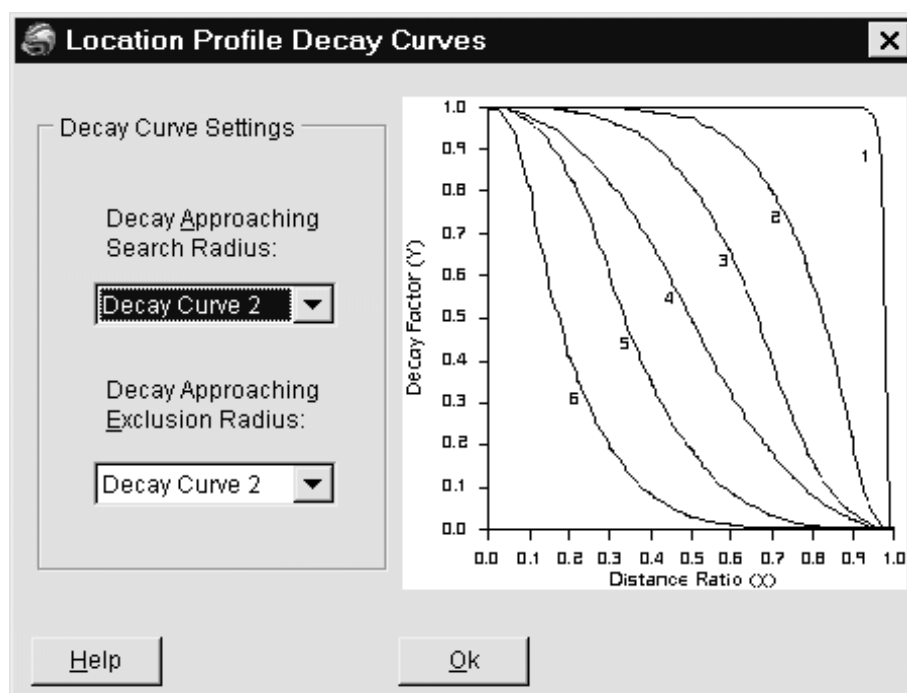 Location Profile Decay Curves
Decay Curve Settings
Decay Approaching
Search Radius:
Decay Curve 2
Decay Approaching
Exclusion Radius:
Decay Curve 2
Help
Ok
Decay Factor (Y)
1.0
0.9
0.8
0.7
0.6
0.5
0.4
0.3
0.2
0.1
0.0
1
2
3
4
5
6
0.0 0.1 0.2 0.3 0.4 0.5 0.6 0.7 0.8 0.9 1.0
Distance Ratio (X)